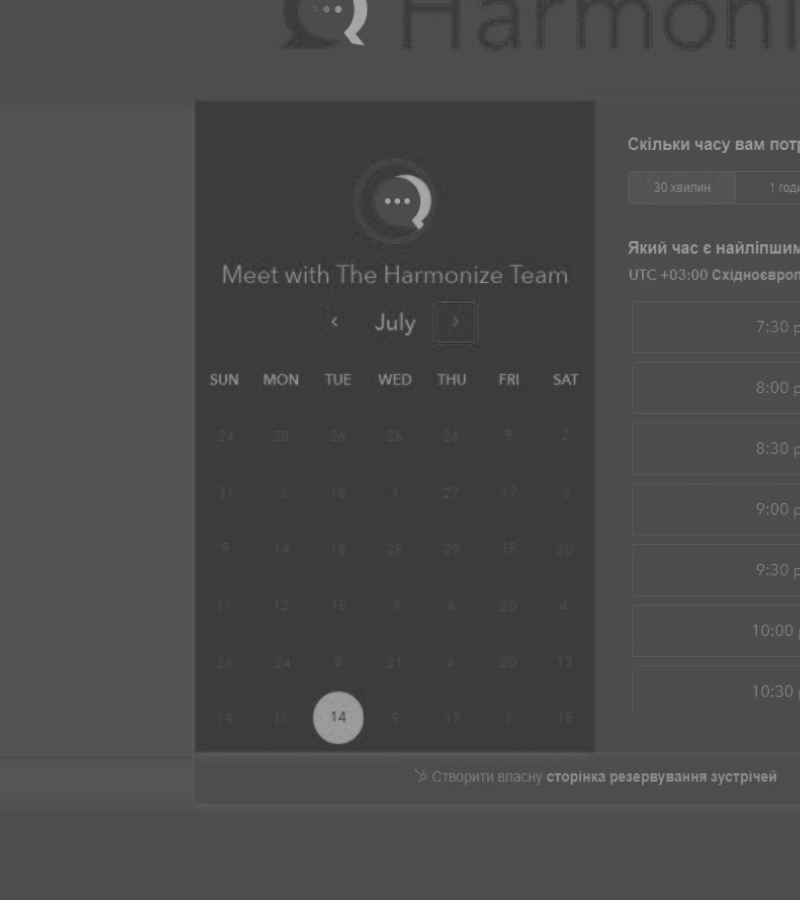 Harmoni
Meet with The Harmonize Team
July
SUN MON TUE WED THU FRI SAT
24 28 26 25 26 9 2
31 3 18 1 27 17 3
9 14 18 28 29 15 20
11 12 15 3 4 20 4
26 24 8 21 4 20 13
19 11 14 9 17 7 15
Скільки часу вам потр
30 хвилин 1 годи
Який час є найліпшим
UTC +03:00 Східноєвроп
7:30 p
8:00 p
8:30 p
9:00 p
9:30 p
10:00 p
10:30 p
Створити власну сторінка резервування зустрічей